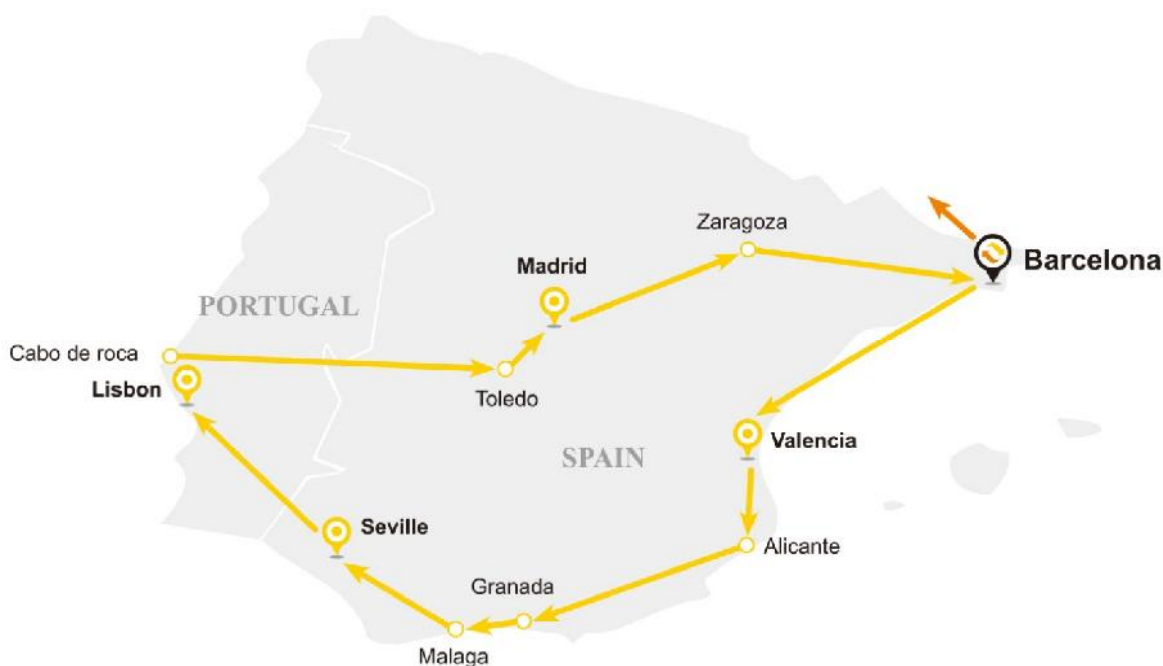 Zaragoza
Barcelona
Madrid
PORTUGAL
Cabo de roca
Lisbon
Toledo
Valencia
SPAIN
Seville
Alicante
Granada
Malaga